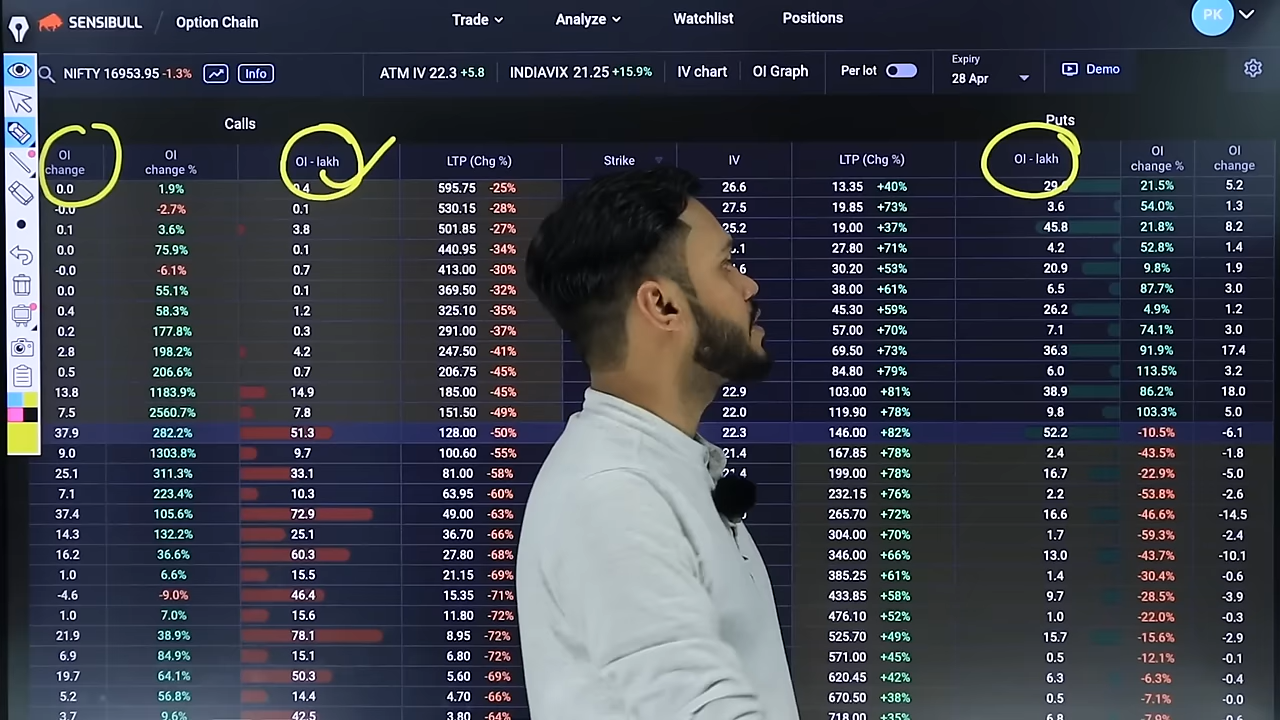 SENSIBULL / Option Chain Trade Analyze Watchlist Positions PK
NIFTY 16953.95 -1.3% Info ATM IV 22.3 +5.8 INDIAVIX 21.25 +15.9% IV chart OI Graph Per lot Expiry 28 Apr Demo
Calls Puts
OI change OI change % OI - lakh LTP (Chg %) Strike IV LTP (Chg %) OI - lakh OI change % OI change
0.0 1.9% 0.4 595.75 -25% 26.6 13.35 +40% 21.5% 5.2
-0.0 -2.7% 0.1 530.15 -28% 27.5 19.85 +73% 3.6 54.0% 1.3
0.1 3.6% 3.8 501.85 -27% 25.2 19.00 +37% 45.8 21.8% 8.2
0.0 75.9% 0.1 440.95 -34% 27.80 +71% 4.2 52.8% 1.4
-0.0 -6.1% 0.7 413.00 -30% 30.20 +53% 20.9 9.8% 1.9
0.0 55.1% 0.1 369.50 -32% 38.00 +61% 6.5 87.7% 3.0
0.4 58.3% 1.2 325.10 -35% 45.30 +59% 26.2 4.9% 1.2
0.2 177.8% 0.3 291.00 -37% 57.00 +70% 7.1 74.1% 3.0
2.8 198.2% 4.2 247.50 -41% 69.50 +73% 36.3 91.9% 17.4
0.5 206.6% 0.7 206.75 -45% 84.80 +79% 6.0 113.5% 3.2
13.8 1183.9% 14.9 185.00 -45% 22.9 103.00 +81% 38.9 86.2% 18.0
7.5 2560.7% 7.8 151.50 -49% 22.0 119.90 +78% 9.8 103.3% 5.0
37.9 282.2% 51.3 128.00 -50% 22.3 146.00 +82% 52.2 -10.5% -6.1
9.0 1303.8% 9.7 100.60 -55% 21.4 167.85 +78% 2.4 -43.5% -1.8
25.1 311.3% 33.1 81.00 -58% 21.4 199.00 +78% 16.7 -22.9% -5.0
7.1 223.4% 10.3 63.95 -60% 232.15 +76% 2.2 -53.8% -2.6
37.4 105.6% 72.9 49.00 -63% 265.70 +72% 16.6 -46.6% -14.5
14.3 132.2% 25.1 36.70 -66% 304.00 +70% 1.7 -59.3% -2.4
16.2 36.6% 60.3 27.80 -68% 346.00 +66% 13.0 -43.7% -10.1
1.0 6.6% 15.5 21.15 -69% 385.25 +61% 1.4 -30.4% -0.6
-4.6 -9.0% 46.4 15.35 -71% 433.85 +58% 9.7 -28.5% -3.9
1.0 7.0% 15.6 11.80 -72% 476.10 +52% 1.0 -22.0% -0.3
21.9 38.9% 78.1 8.95 -72% 525.70 +49% 15.7 -15.6% -2.9
6.9 84.9% 15.1 6.80 -72% 571.00 +45% 0.5 -12.1% -0.1
19.7 64.1% 50.3 5.60 -69% 620.45 +42% 6.3 -6.3% -0.4
5.2 56.8% 14.4 4.70 -66% 670.50 +38% 0.5 -7.1% -0.0
3.7 9.6% 42.5 3.80 -64% 718.00 +35% 6.8